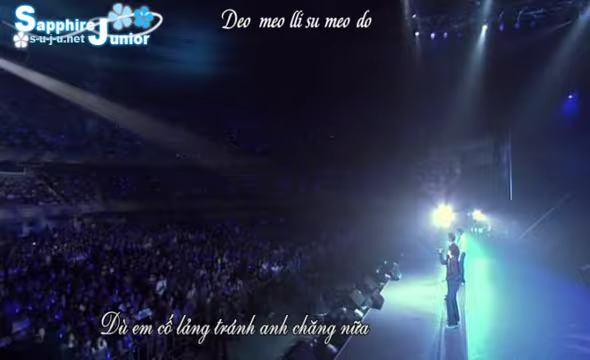 Sapphire
Junior
s-u-j-u.net
Deo meo lli su meo do
Dù em cố lảng tránh anh chăng nữa